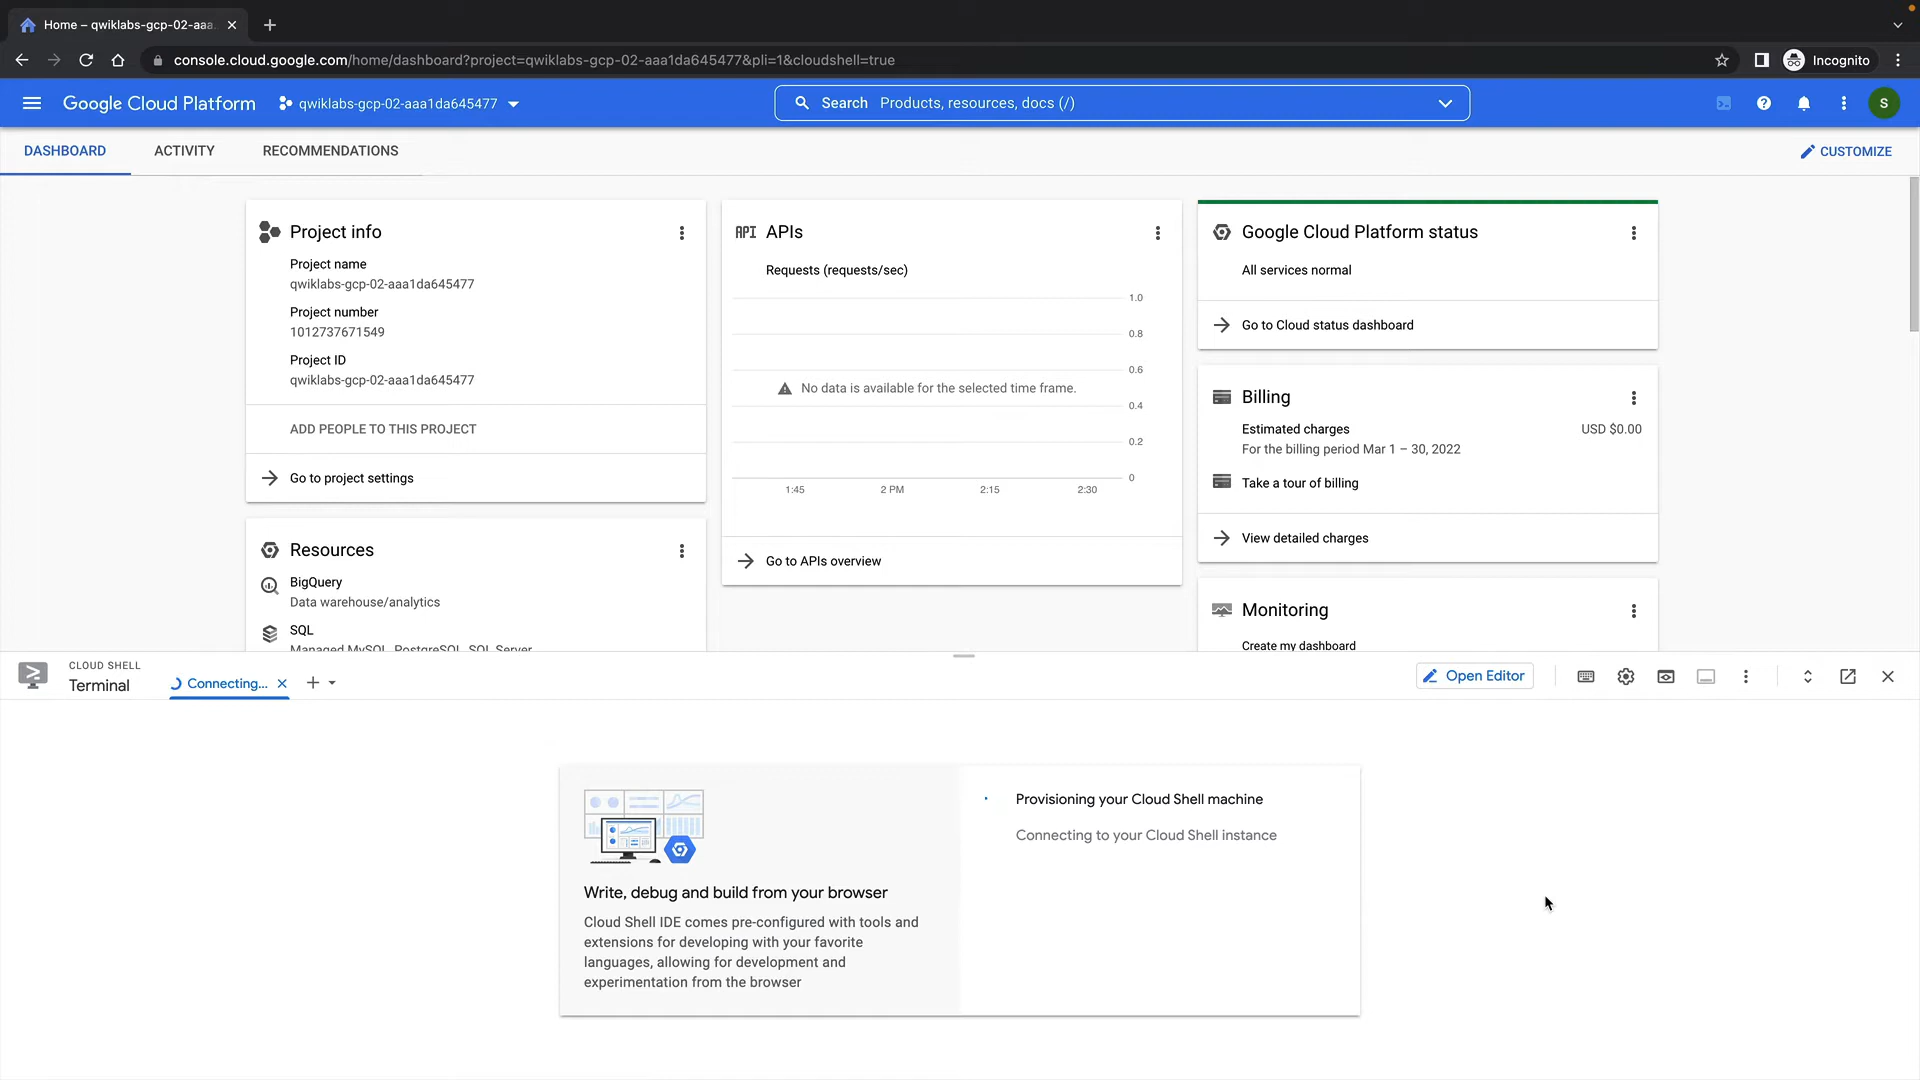 Home – qwiklabs-gcp-02-aaa
console.cloud.google.com/home/dashboard?project=qwiklabs-gcp-02-aaa1da645477&pli=1&cloudshell=true
Incognito
Google Cloud Platform
qwiklabs-gcp-02-aaa1da645477
Search Products, resources, docs (/)
S
DASHBOARD
ACTIVITY
RECOMMENDATIONS
CUSTOMIZE
Project info
Project name
qwiklabs-gcp-02-aaa1da645477
Project number
1012737671549
Project ID
qwiklabs-gcp-02-aaa1da645477
ADD PEOPLE TO THIS PROJECT
Go to project settings
Resources
BigQuery
Data warehouse/analytics
SQL
Managed MySQL, PostgreSQL, SQL Server
API APIs
Requests (requests/sec)
1.0
0.8
0.6
No data is available for the selected time frame.
0.4
0.2
0
1:45
2 PM
2:15
2:30
Go to APIs overview
Google Cloud Platform status
All services normal
Go to Cloud status dashboard
Billing
Estimated charges USD $0.00
For the billing period Mar 1 – 30, 2022
Take a tour of billing
View detailed charges
Monitoring
Create my dashboard
CLOUD SHELL
Terminal
Connecting...
Open Editor
Write, debug and build from your browser
Cloud Shell IDE comes pre-configured with tools and
extensions for developing with your favorite
languages, allowing for development and
experimentation from the browser
Provisioning your Cloud Shell machine
Connecting to your Cloud Shell instance